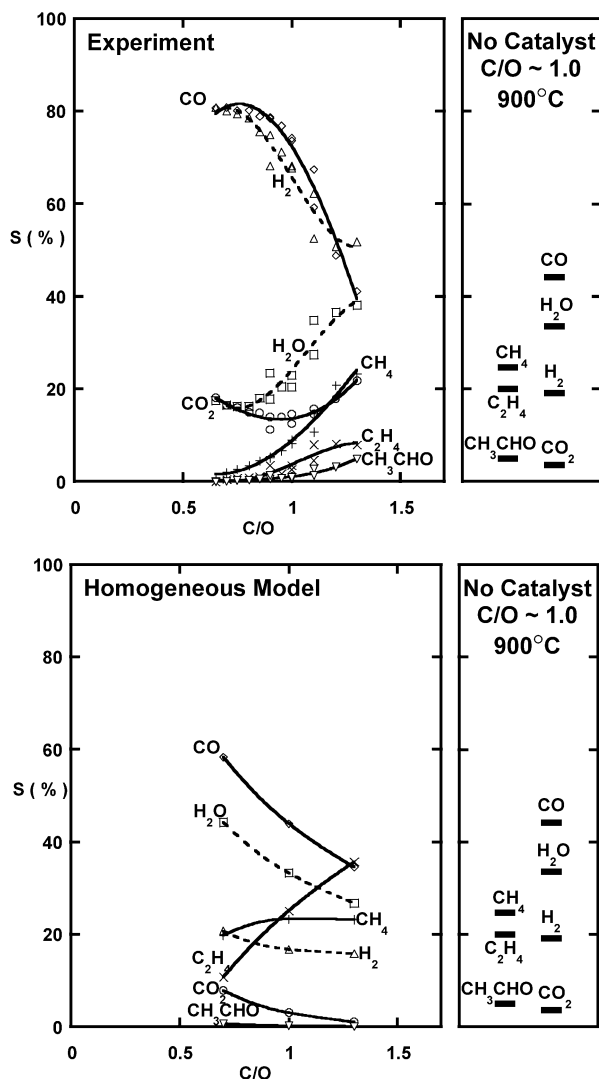 100
Experiment
CO
80
H₂
60
S ( % )
40
H₂O
CH₄
20
CO₂
C₂H₄
CH₃CHO
0
0 0.5 1 1.5
C/O
No Catalyst
C/O ~ 1.0
900°C
CO
H₂O
CH₄
H₂
C₂H₄
CH₃CHO
CO₂
100
Homogeneous Model
80
60
CO
S ( % )
H₂O
40
CH₄
20
H₂
C₂H₄
CO₂
CH₃CHO
0
0 0.5 1 1.5
C/O
No Catalyst
C/O ~ 1.0
900°C
CO
H₂O
CH₄
H₂
C₂H₄
CH₃CHO
CO₂